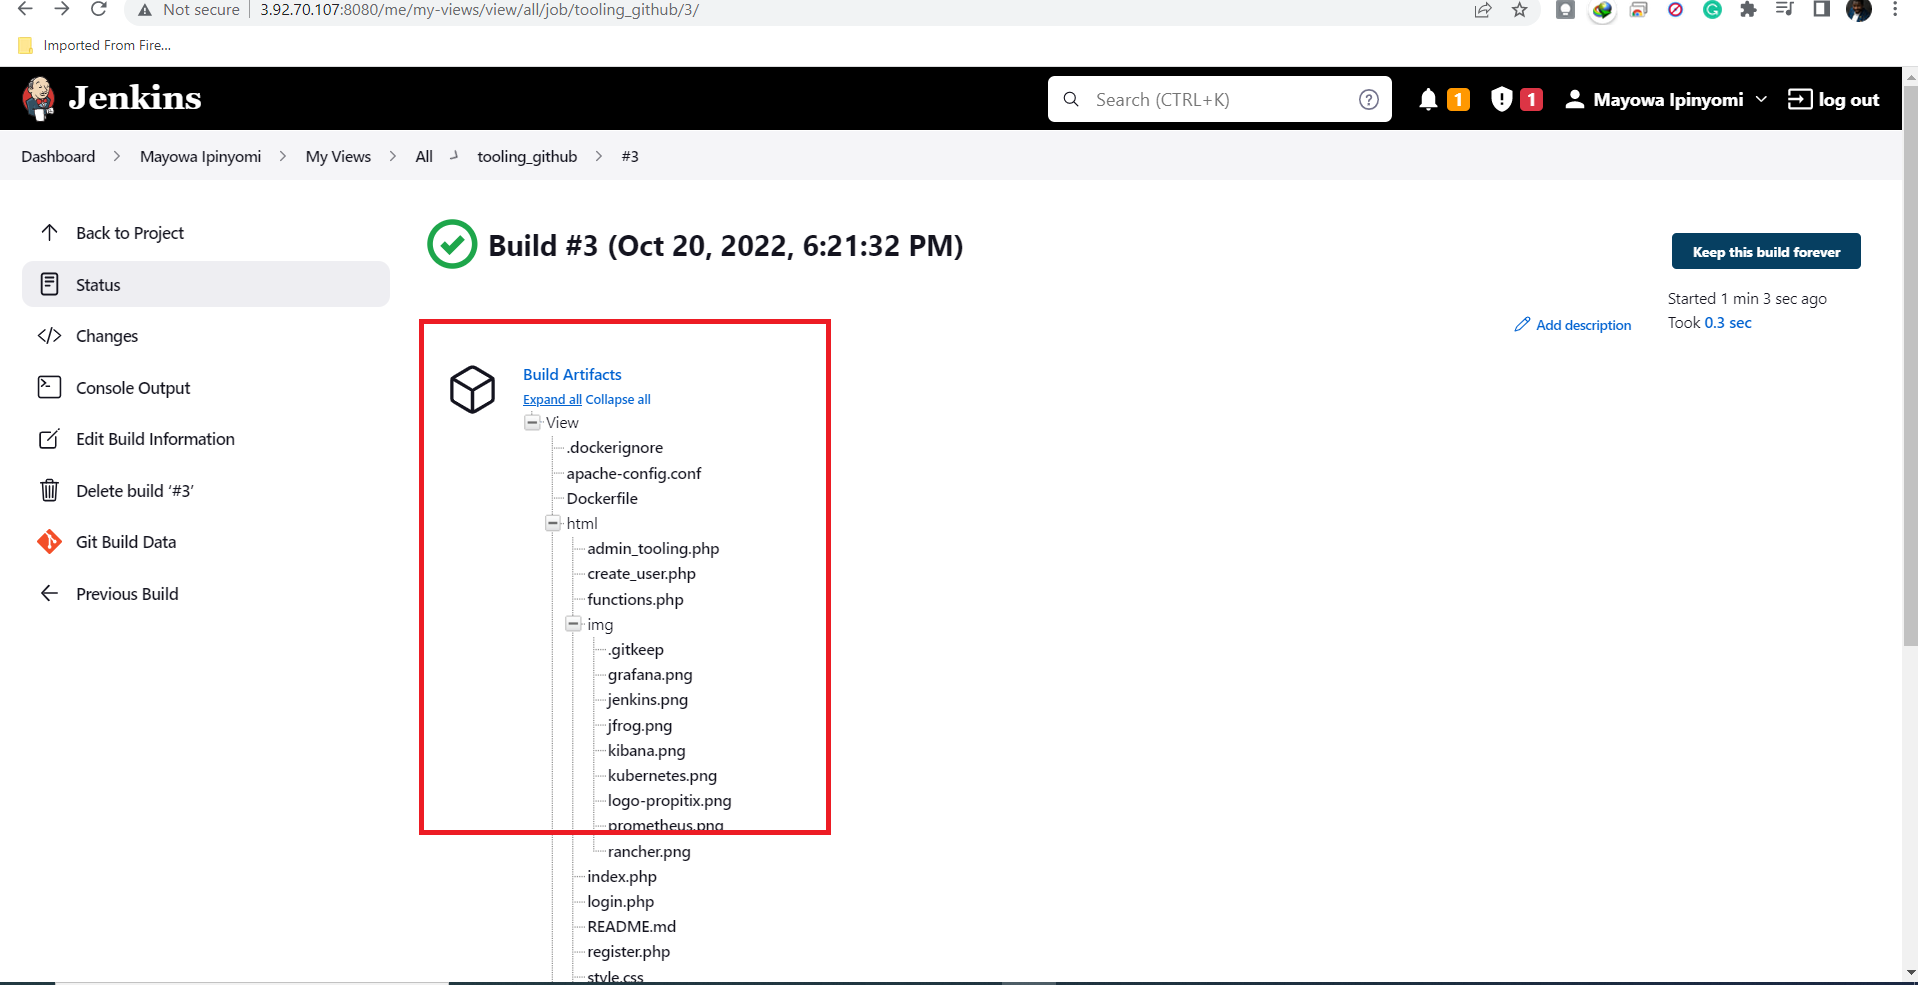 Not secure 3.92.70.107:8080/me/my-views/view/all/job/tooling_github/3/
Imported From Fire...
Jenkins
Search (CTRL+K)
1
1
Mayowa Ipinyomi
log out
Dashboard Mayowa Ipinyomi My Views All tooling_github #3
Back to Project
Status
Changes
Console Output
Edit Build Information
Delete build ‘#3’
Git Build Data
Previous Build
Build #3 (Oct 20, 2022, 6:21:32 PM)
Keep this build forever
Add description
Started 1 min 3 sec ago
Took 0.3 sec
Build Artifacts
Expand all Collapse all
View
.dockerignore
apache-config.conf
Dockerfile
html
admin_tooling.php
create_user.php
functions.php
img
.gitkeep
grafana.png
jenkins.png
jfrog.png
kibana.png
kubernetes.png
logo-propitix.png
prometheus.png
rancher.png
index.php
login.php
README.md
register.php
style.css